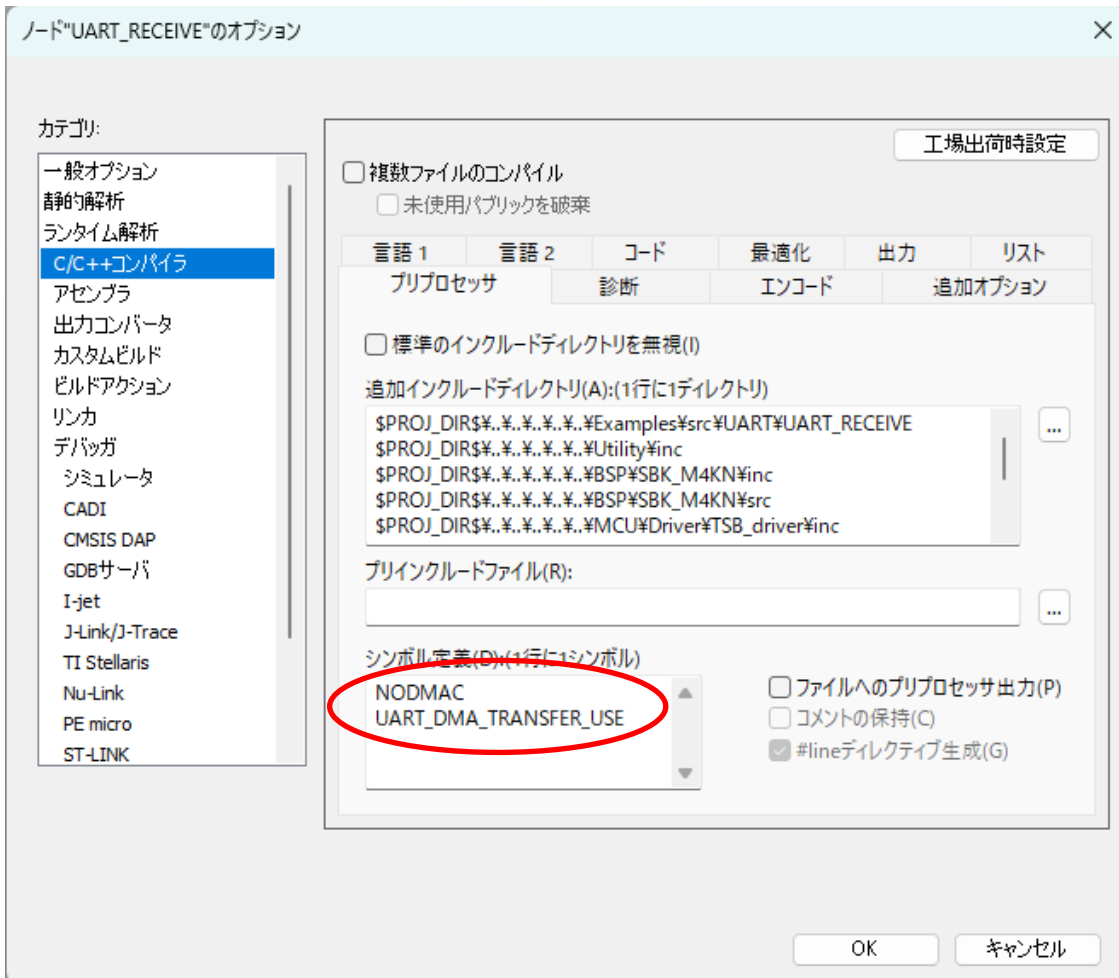 ノード"UART_RECEIVE"のオプション
カテゴリ:
一般オプション
静的解析
ランタイム解析
C/C++コンパイラ
アセンブラ
出力コンバータ
カスタムビルド
ビルドアクション
リンカ
デバッガ
シミュレータ
CADI
CMSIS DAP
GDBサーバ
I-jet
J-Link/J-Trace
TI Stellaris
Nu-Link
PE micro
ST-LINK
工場出荷時設定
複数ファイルのコンパイル
未使用パブリックを破棄
言語 1 言語 2 コード 最適化 出力 リスト
プリプロセッサ 診断 エンコード 追加オプション
標準のインクルードディレクトリを無視(I)
追加インクルードディレクトリ(A):(1行に1ディレクトリ)
$PROJ_DIR$¥..¥..¥..¥..¥..¥Examples¥src¥UART¥UART_RECEIVE
$PROJ_DIR$¥..¥..¥..¥..¥..¥Utility¥inc
$PROJ_DIR$¥..¥..¥..¥..¥..¥BSP¥SBK_M4KN¥inc
$PROJ_DIR$¥..¥..¥..¥..¥..¥BSP¥SBK_M4KN¥src
$PROJ_DIR$¥..¥..¥..¥..¥..¥MCU¥Driver¥TSB_driver¥inc
...
プリインクルードファイル(R):
...
シンボル定義(D):(1行に1シンボル)
NODMAC
UART_DMA_TRANSFER_USE
ファイルへのプリプロセッサ出力(P)
コメントの保持(C)
#lineディレクティブ生成(G)
OK キャンセル